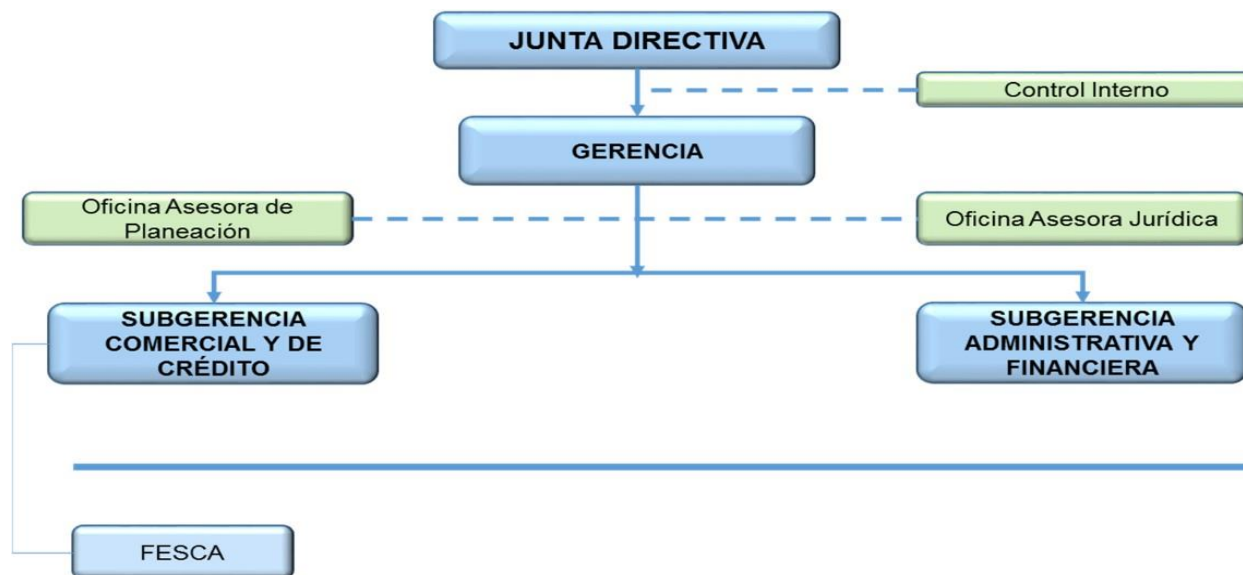 JUNTA DIRECTIVA
Control Interno
GERENCIA
Oficina Asesora de
Planeación
Oficina Asesora Jurídica
SUBGERENCIA
COMERCIAL Y DE
CRÉDITO
SUBGERENCIA
ADMINISTRATIVA Y
FINANCIERA
FESCA